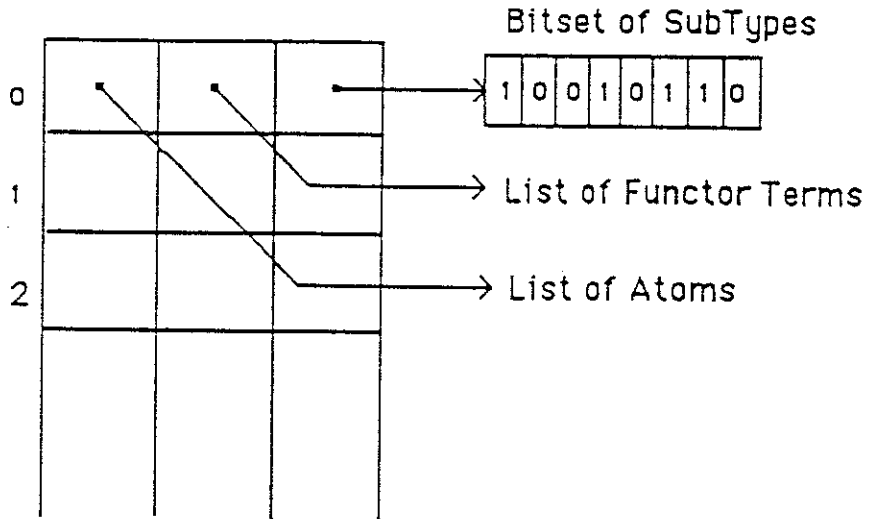 Bitset of SubTypes
0 1 0 0 1 0 1 1 0
1 List of Functor Terms
2 List of Atoms